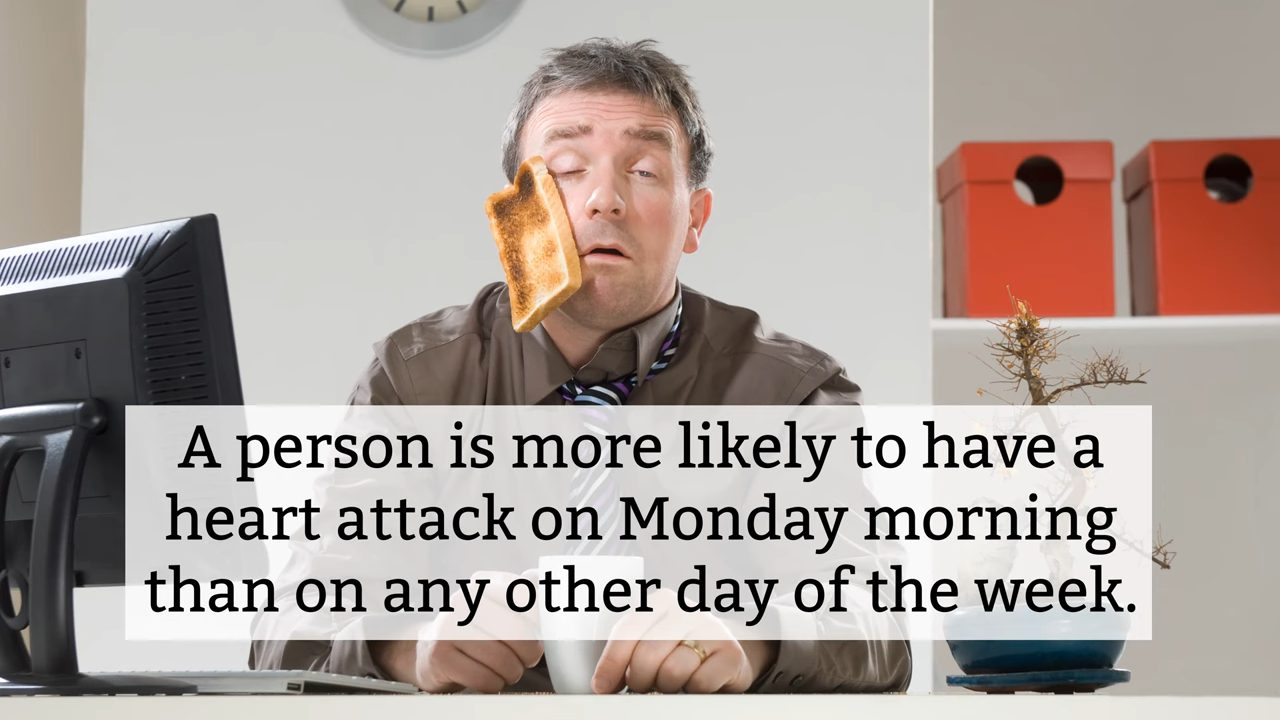 A person is more likely to have a
heart attack on Monday morning
than on any other day of the week.